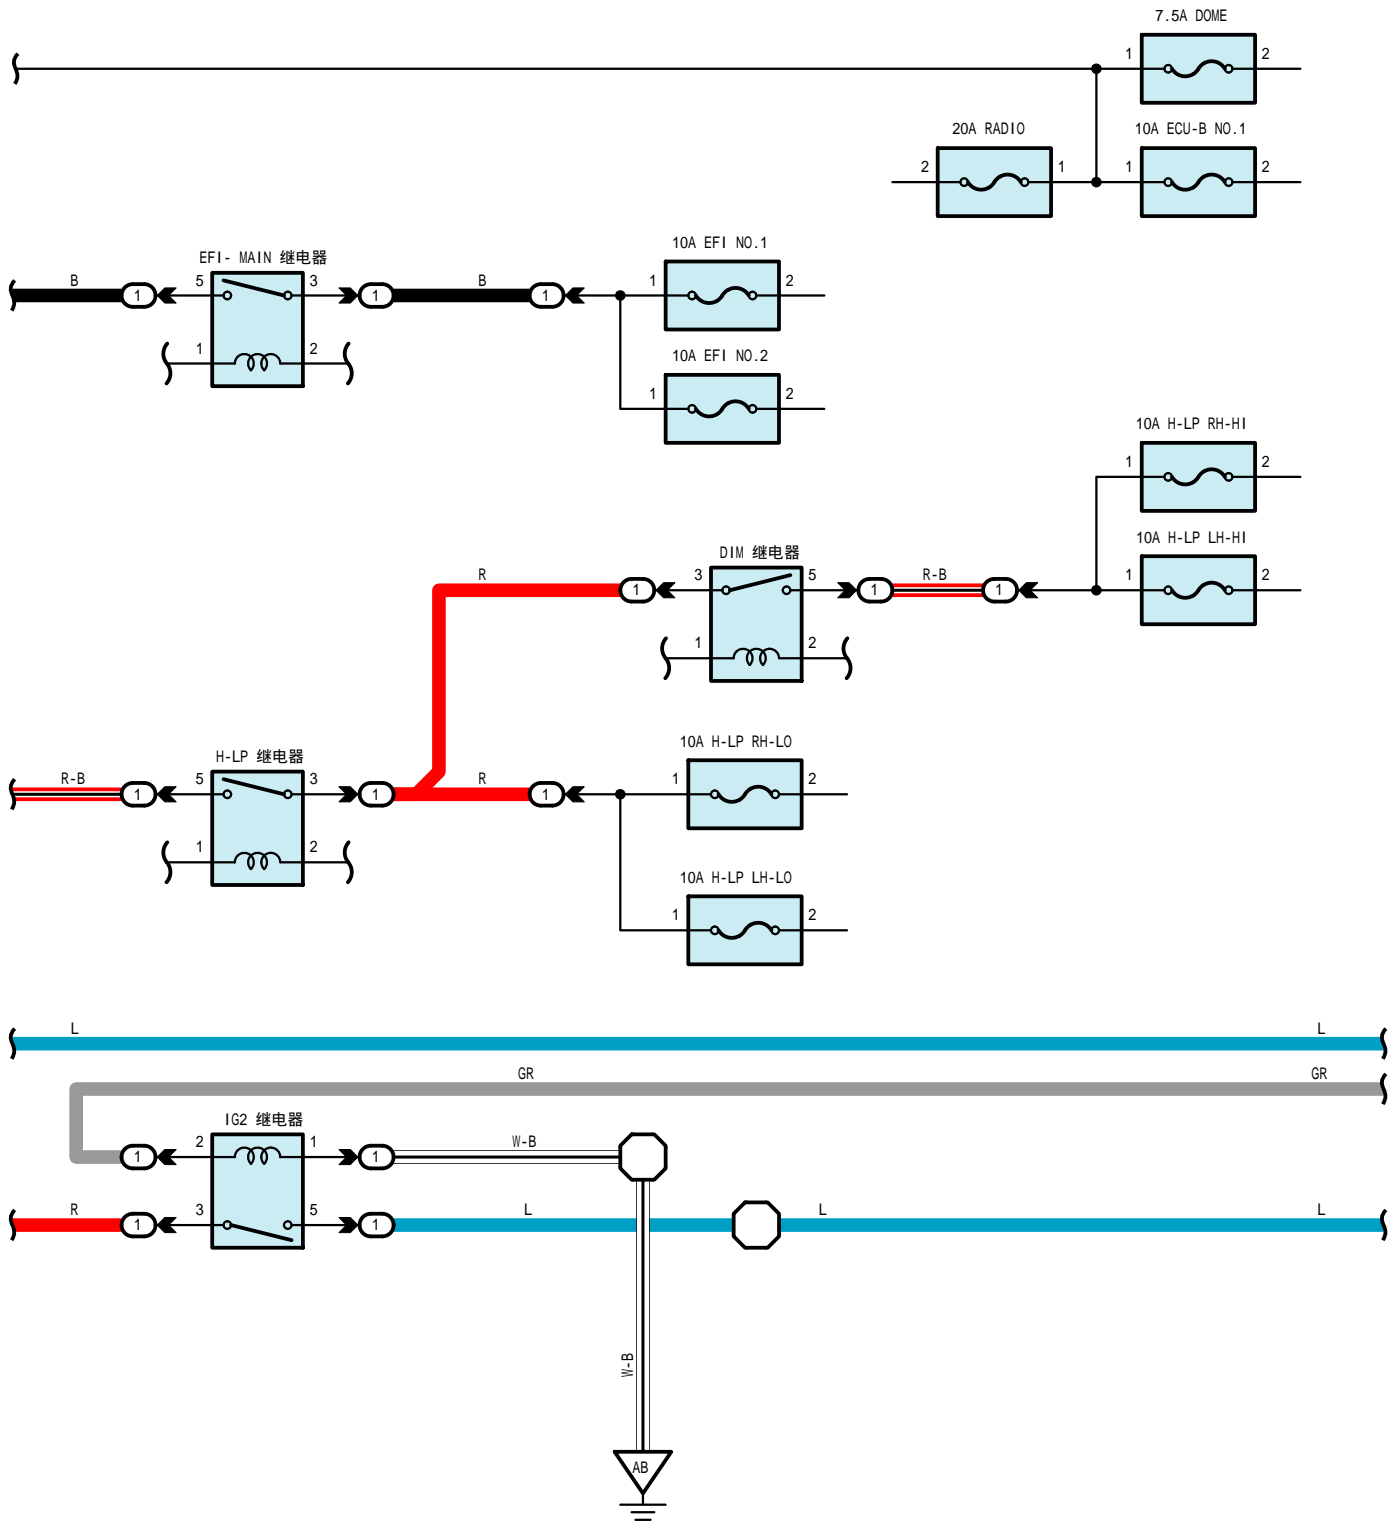 7.5A DOME
1 2
20A RADIO 10A ECU-B NO.1
2 1 1 2
10A EFI NO.1
EFI- MAIN 继电器
B 1 5 3 1 B 1 1 2
1 2
10A EFI NO.2
1 2
10A H-LP RH-HI
1 2
DIM 继电器 10A H-LP LH-HI
R 1 3 5 1 R-B 1 1 2
1 2
10A H-LP RH-LO
H-LP 继电器
R-B 1 5 3 1 R 1 1 2
1 2
10A H-LP LH-LO
1 2
L L
GR GR
IG2 继电器
1 2 1 1 W-B
R 1 3 5 1 L L L
W-B
AB